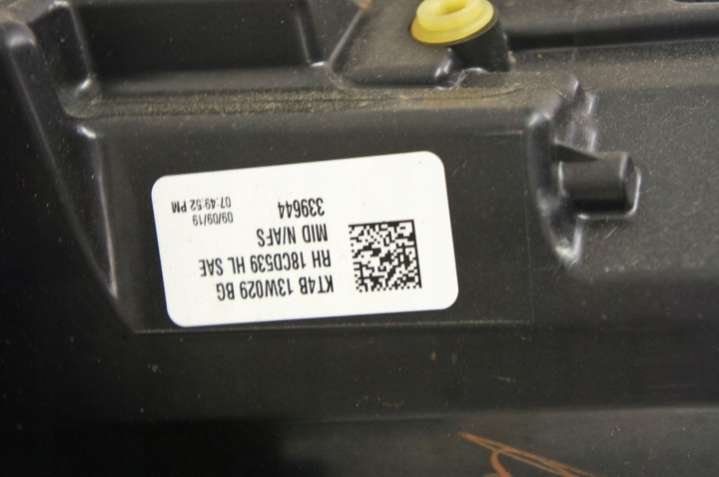 KT4B 13W029 BG
RH 18CD539 HL SAE
MID N/AFS
339644
09/09/19
07:49:52 PM